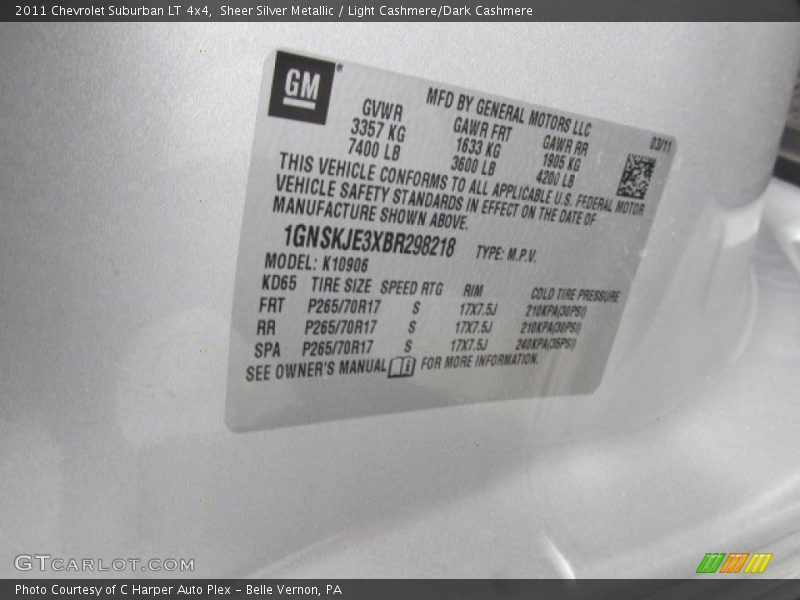 2011 Chevrolet Suburban LT 4x4, Sheer Silver Metallic / Light Cashmere/Dark Cashmere
GM®
MFD BY GENERAL MOTORS LLC
03/11
GVWR GAWR FRT GAWR RR
3357 KG 1633 KG 1905 KG
7400 LB 3600 LB 4200 LB
THIS VEHICLE CONFORMS TO ALL APPLICABLE U.S. FEDERAL MOTOR
VEHICLE SAFETY STANDARDS IN EFFECT ON THE DATE OF
MANUFACTURE SHOWN ABOVE.
1GNSKJE3XBR298218 TYPE: M.P.V.
MODEL: K10906
KD65 TIRE SIZE SPEED RTG RIM COLD TIRE PRESSURE
FRT P265/70R17 S 17X7.5J 210KPA(30PSI)
RR P265/70R17 S 17X7.5J 210KPA(30PSI)
SPA P265/70R17 S 17X7.5J 240KPA(35PSI)
SEE OWNER'S MANUAL FOR MORE INFORMATION.
GTCARLOT.COM
Photo Courtesy of C Harper Auto Plex - Belle Vernon, PA